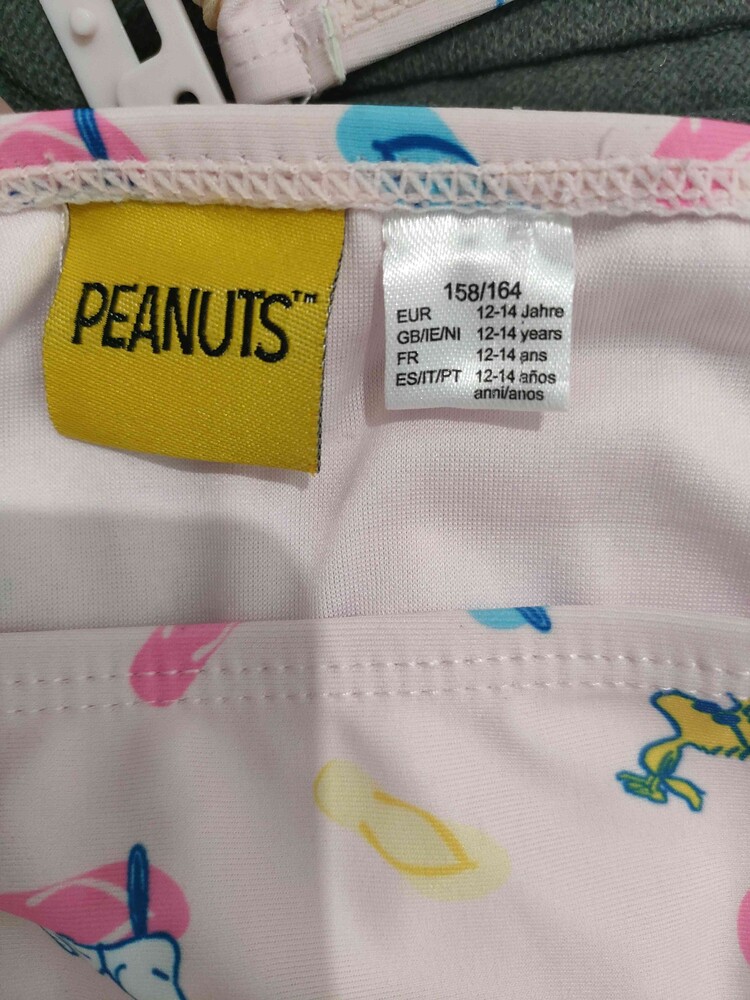 PEANUTS™
158/164
EUR 12-14 Jahre
GB/IE/NI 12-14 years
FR 12-14 ans
ES/IT/PT 12-14 años
anni/anos